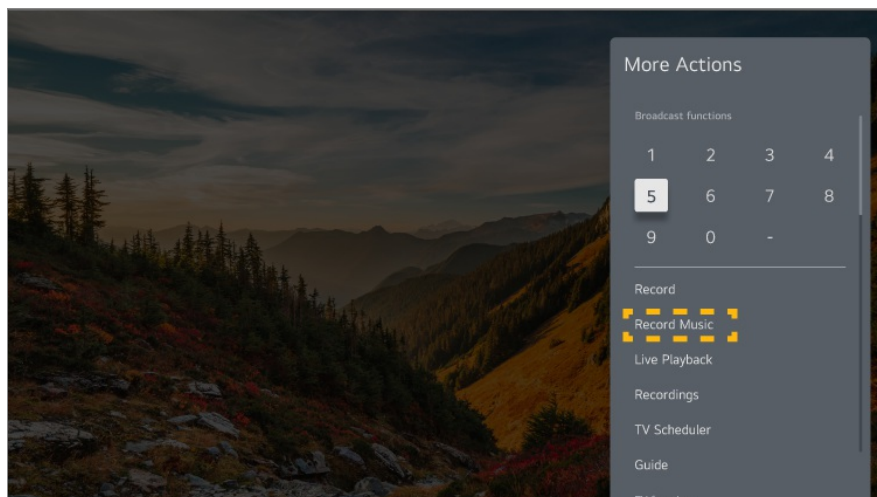 More Actions
Broadcast functions
1 2 3 4
5 6 7 8
9 0 -
Record
Record Music
Live Playback
Recordings
TV Scheduler
Guide